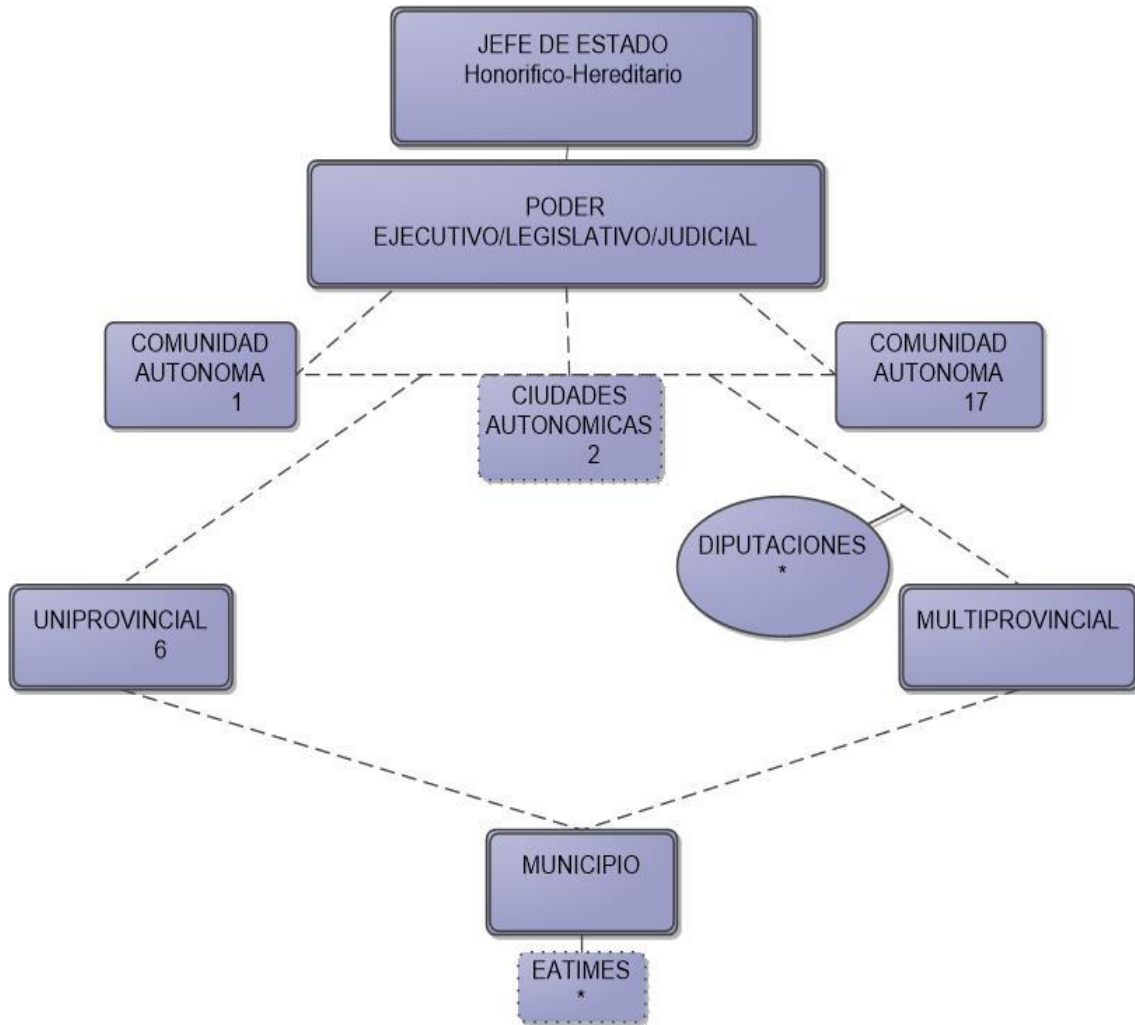 JEFE DE ESTADO
Honorifico-Hereditario
PODER
EJECUTIVO/LEGISLATIVO/JUDICIAL
COMUNIDAD
AUTONOMA
1
CIUDADES
AUTONOMICAS
2
COMUNIDAD
AUTONOMA
17
DIPUTACIONES
*
UNIPROVINCIAL
6
MULTIPROVINCIAL
MUNICIPIO
EATIMES
*